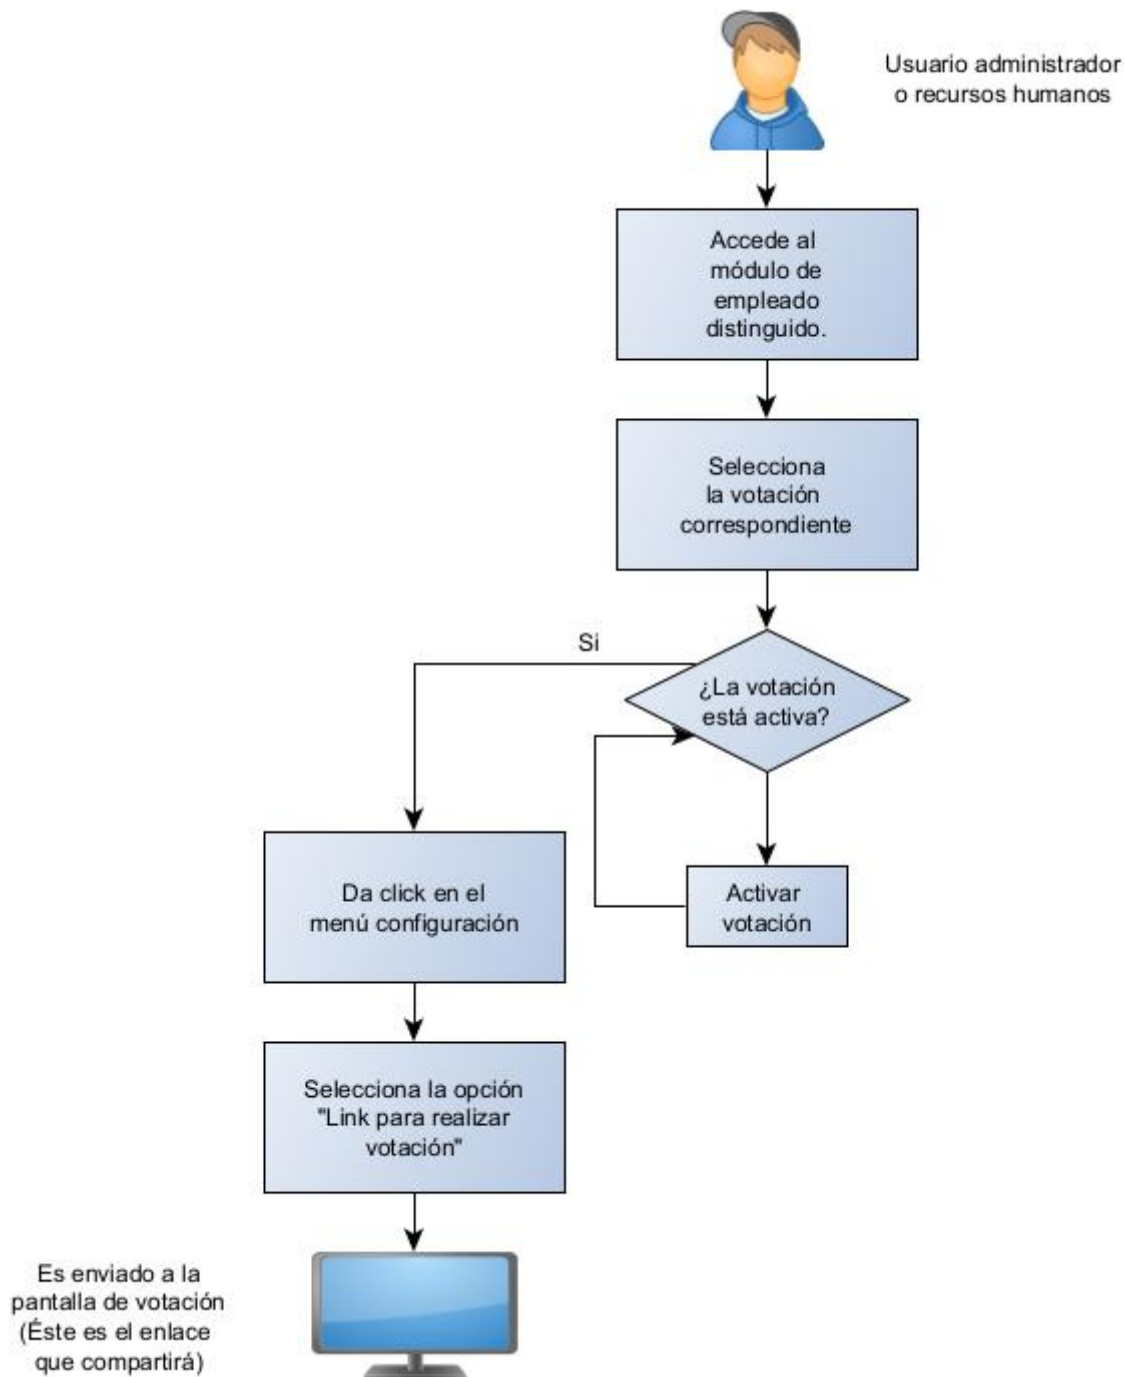 Usuario administrador
o recursos humanos
Accede al
módulo de
empleado
distinguido.
Selecciona
la votación
correspondiente
Si
¿La votación
está activa?
Da click en el
menú configuración
Activar
votación
Selecciona la opción
"Link para realizar
votación"
Es enviado a la
pantalla de votación
(Éste es el enlace
que compartirá)